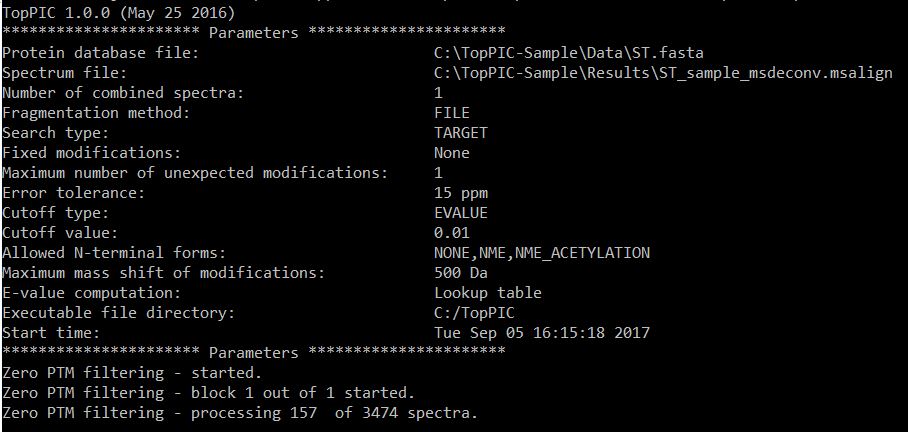 TopPIC 1.0.0 (May 25 2016)
********************** Parameters **********************
Protein database file: C:\TopPIC-Sample\Data\ST.fasta
Spectrum file: C:\TopPIC-Sample\Results\ST_sample_msdeconv.msalign
Number of combined spectra: 1
Fragmentation method: FILE
Search type: TARGET
Fixed modifications: None
Maximum number of unexpected modifications: 1
Error tolerance: 15 ppm
Cutoff type: EVALUE
Cutoff value: 0.01
Allowed N-terminal forms: NONE,NME,NME_ACETYLATION
Maximum mass shift of modifications: 500 Da
E-value computation: Lookup table
Executable file directory: C:/TopPIC
Start time: Tue Sep 05 16:15:18 2017
********************** Parameters **********************
Zero PTM filtering - started.
Zero PTM filtering - block 1 out of 1 started.
Zero PTM filtering - processing 157  of 3474 spectra.